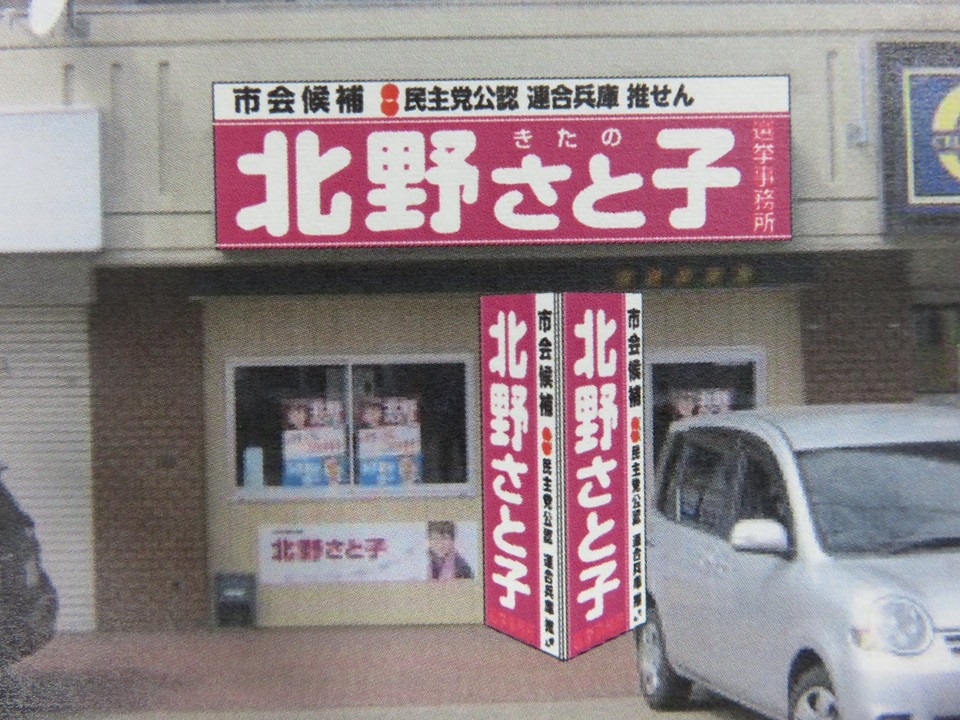 市会候補 民主党公認 連合兵庫 推せん
きたの
北野さと子
選挙事務所
北野さと子
市会候補 民主党公認 連合兵庫 推せん
北野さと子
市会候補 民主党公認 連合兵庫 推せん
北野さと子